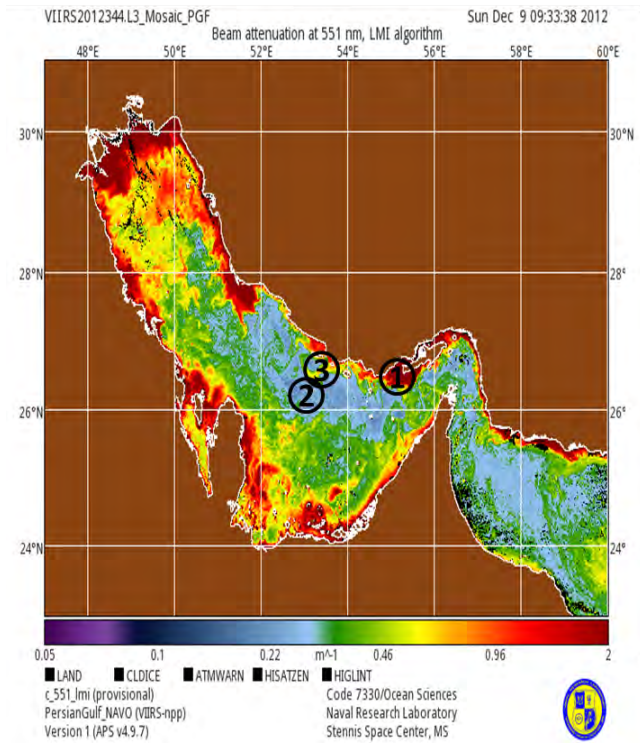 VIIRS2012344.L3_Mosaic_PGF Sun Dec 9 09:33:38 2012
Beam attenuation at 551 nm, LMI algorithm
48°E 50°E 52°E 54°E 56°E 58°E 60°E
30°N 30°N
28°N 28°N
3 1
2
26°N 26°N
24°N 24°N
0.05 0.1 0.22 m^-1 0.46 0.96 2
LAND CLDICE ATMWARN HISATZEN HIGLINT
c_551_lmi (provisional) Code 7330/Ocean Sciences
PersianGulf_NAVO (VIIRS-npp) Naval Research Laboratory
Version 1 (APS v4.9.7) Stennis Space Center, MS